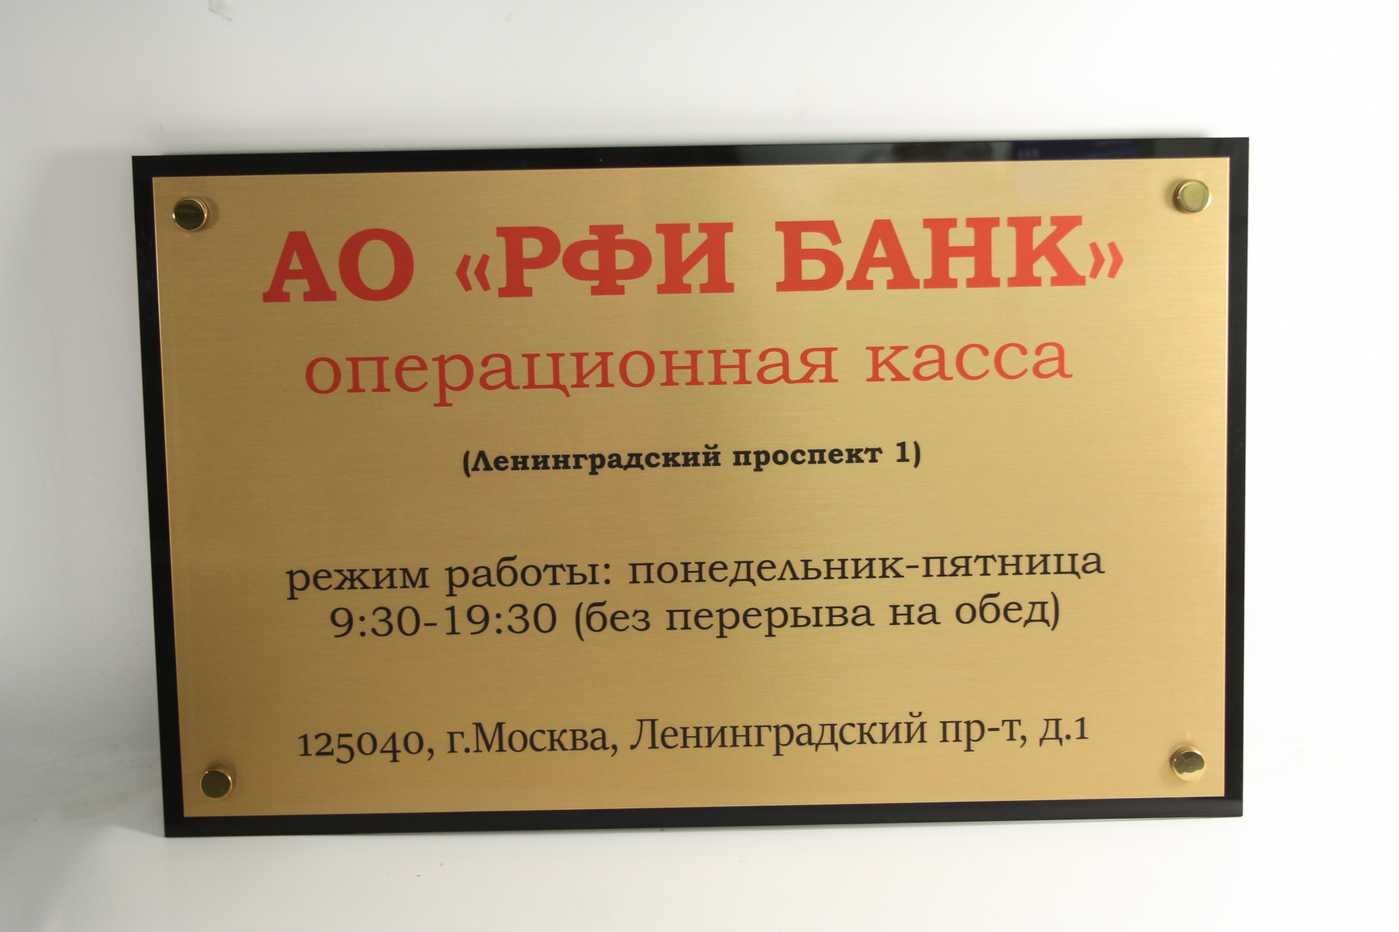 АО «РФИ БАНК»
операционная касса
(Ленинградский проспект 1)
режим работы: понедельник-пятница
9:30-19:30 (без перерыва на обед)
125040, г.Москва, Ленинградский пр-т, д.1